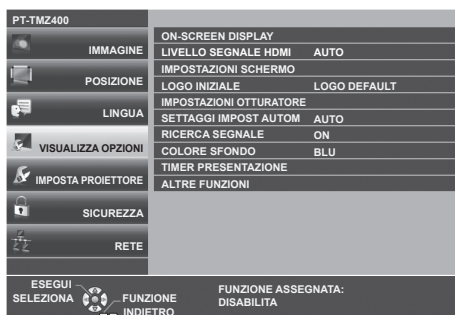 PT-TMZ400
IMMAGINE
POSIZIONE
LINGUA
VISUALIZZA OPZIONI
IMPOSTA PROIETTORE
SICUREZZA
RETE
ON-SCREEN DISPLAY
LIVELLO SEGNALE HDMI AUTO
IMPOSTAZIONI SCHERMO
LOGO INIZIALE LOGO DEFAULT
IMPOSTAZIONI OTTURATORE
SETTAGGI IMPOST AUTOM AUTO
RICERCA SEGNALE ON
COLORE SFONDO BLU
TIMER PRESENTAZIONE
ALTRE FUNZIONI
ESEGUI
SELEZIONA
FUNZIONE
INDIETRO
FUNZIONE ASSEGNATA:
DISABILITA